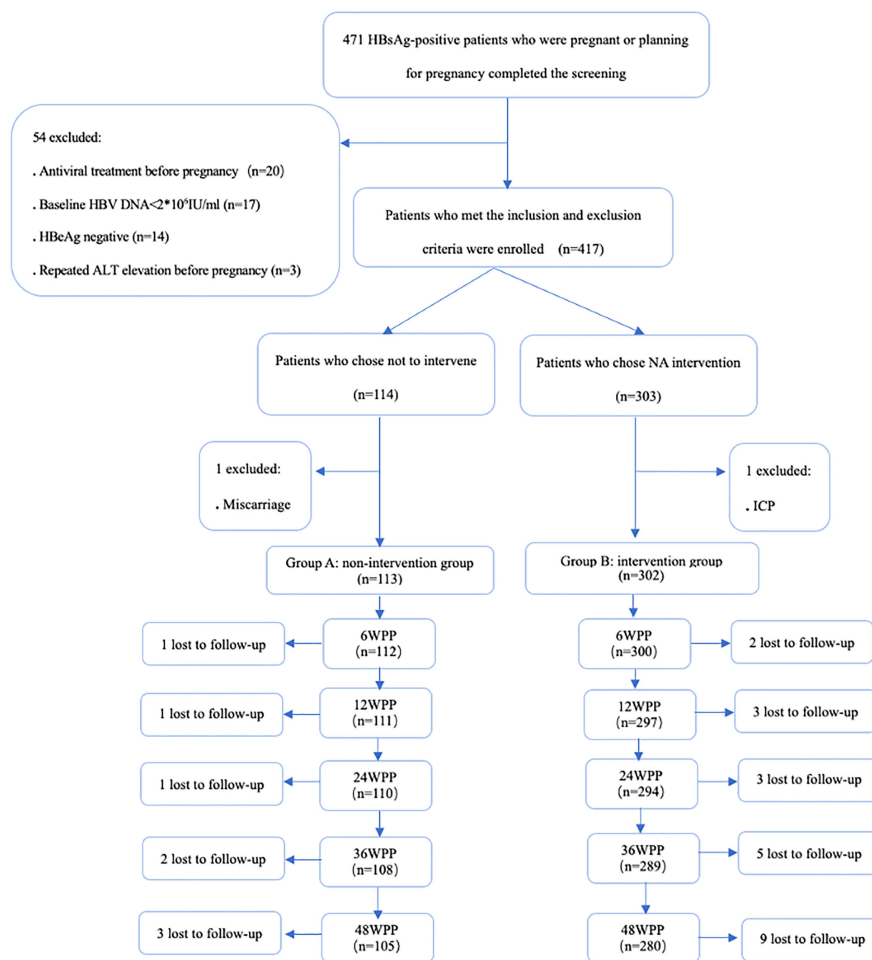 471 HBsAg-positive patients who were pregnant or planning
for pregnancy completed the screening
54 excluded:
. Antiviral treatment before pregnancy (n=20)
. Baseline HBV DNA<2*10⁶IU/ml (n=17)
. HBeAg negative (n=14)
. Repeated ALT elevation before pregnancy (n=3)
Patients who met the inclusion and exclusion
criteria were enrolled (n=417)
Patients who chose not to intervene
(n=114)
Patients who chose NA intervention
(n=303)
1 excluded:
. Miscarriage
1 excluded:
. ICP
Group A: non-intervention group
(n=113)
Group B: intervention group
(n=302)
1 lost to follow-up
6WPP
(n=112)
6WPP
(n=300)
2 lost to follow-up
1 lost to follow-up
12WPP
(n=111)
12WPP
(n=297)
3 lost to follow-up
1 lost to follow-up
24WPP
(n=110)
24WPP
(n=294)
3 lost to follow-up
2 lost to follow-up
36WPP
(n=108)
36WPP
(n=289)
5 lost to follow-up
3 lost to follow-up
48WPP
(n=105)
48WPP
(n=280)
9 lost to follow-up